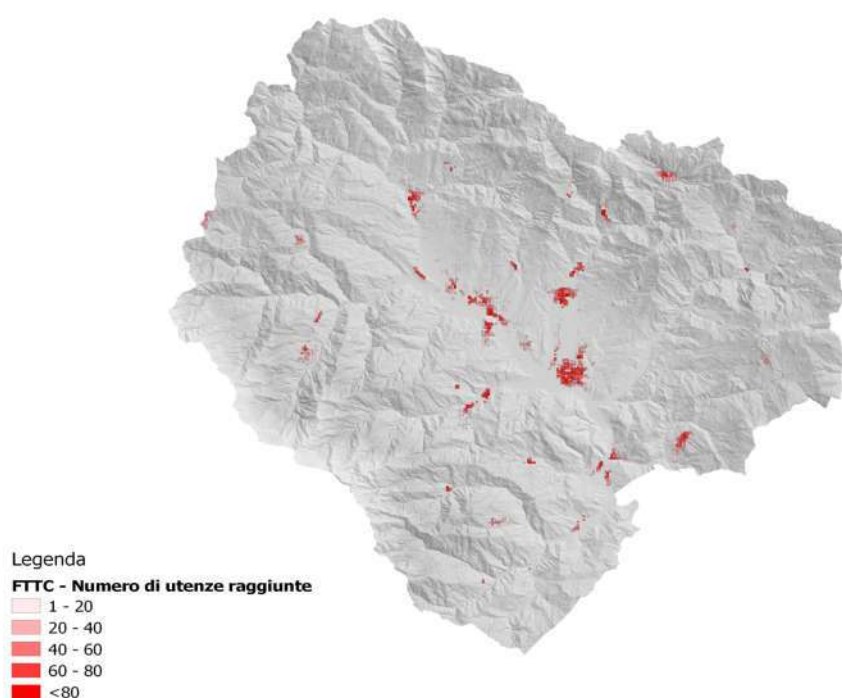 Legenda
FTTC - Numero di utenze raggiunte
1 - 20
20 - 40
40 - 60
60 - 80
<80